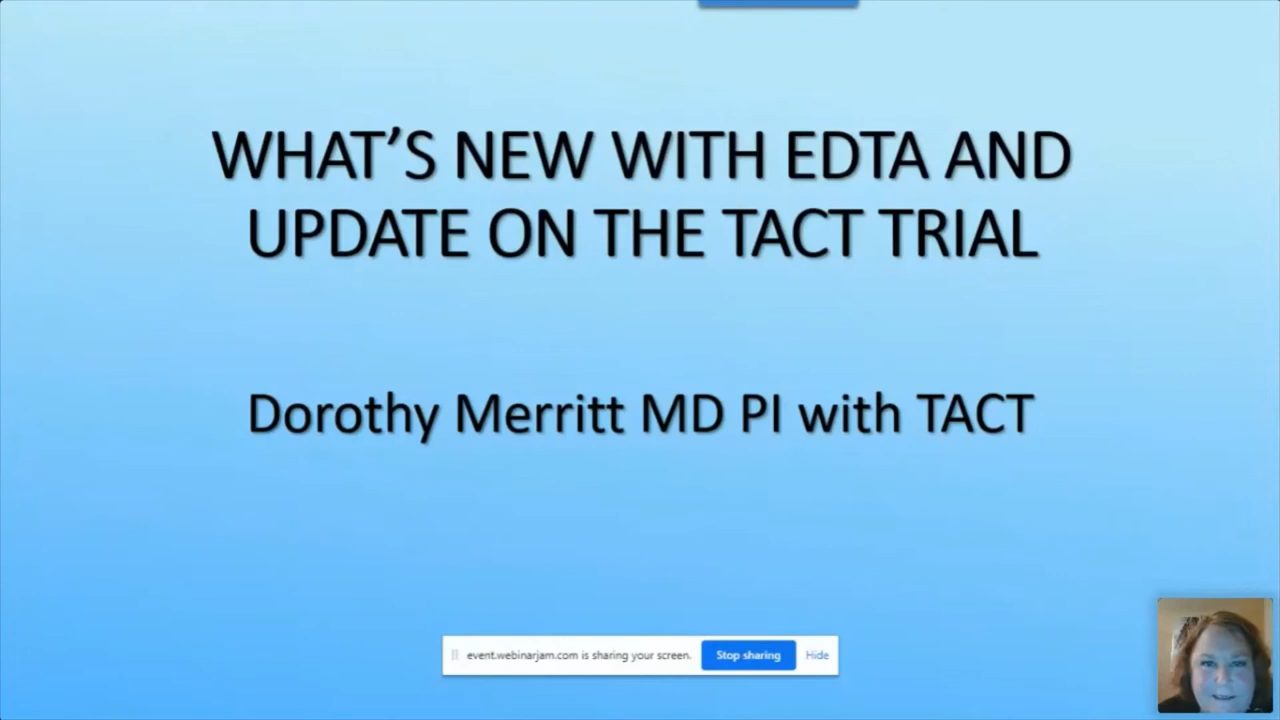 WHAT'S NEW WITH EDTA AND
UPDATE ON THE TACT TRIAL
Dorothy Merritt MD PI with TACT
event.webinarjam.com is sharing your screen. Stop sharing Hide